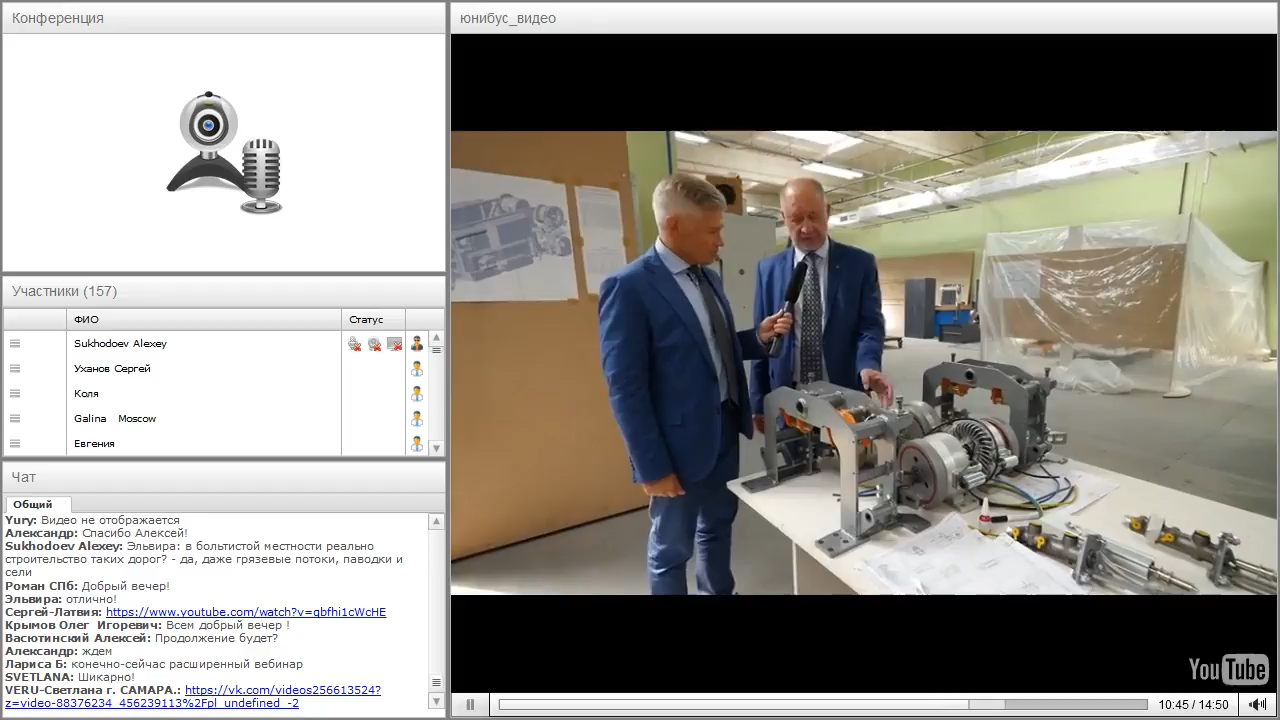 Конференция
юнибус_видео
Участники (157)
ФИО Статус
Sukhodoev Alexey
Уханов Сергей
Коля
Galina Moscow
Евгения
Чат
Общий
Yury: Видео не отображается
Александр: Спасибо Алексей!
Sukhodoev Alexey: Эльвира: в больтистой местности реально
строительство таких дорог? - да, даже грязевые потоки, паводки и
сели
Роман СПб: Добрый вечер!
Эльвира: отлично!
Сергей-Латвия: https://www.youtube.com/watch?v=qbfhi1cWcHE
Крымов Олег Игоревич: Всем добрый вечер !
Васютинский Алексей: Продолжение будет?
Александр: ждем
Лариса Б: конечно-сейчас расширенный вебинар
SVETLANA: Шикарно!
VERU-Светлана г. САМАРА.: https://vk.com/videos256613524?
z=video-88376234_456239113%2Fpl_undefined_-2
YouTube
10:45 / 14:50